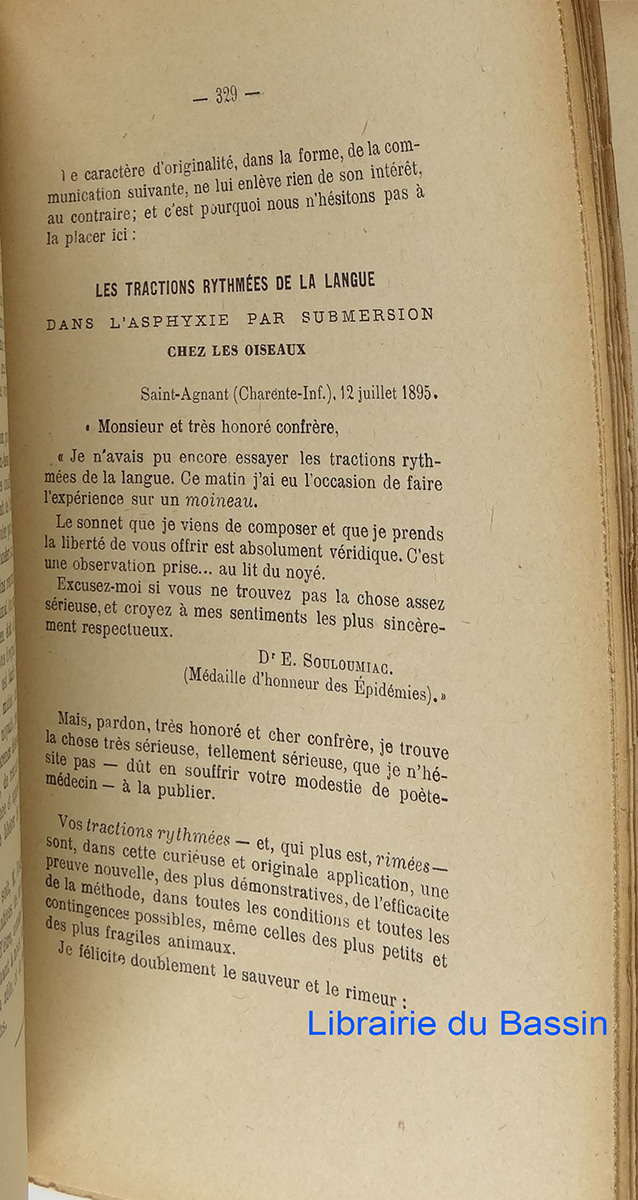 — 329 —
Le caractère d'originalité, dans la forme, de la com-
munication suivante, ne lui enlève rien de son intérêt,
au contraire; et c'est pourquoi nous n'hésitons pas à
la placer ici :
LES TRACTIONS RYTHMÉES DE LA LANGUE
DANS L'ASPHYXIE PAR SUBMERSION
CHEZ LES OISEAUX
Saint-Agnant (Charente-Inf.), 12 juillet 1895.
« Monsieur et très honoré confrère,
« Je n'avais pu encore essayer les tractions ryth-
mées de la langue. Ce matin j'ai eu l'occasion de faire
l'expérience sur un moineau.
Le sonnet que je viens de composer et que je prends
la liberté de vous offrir est absolument véridique. C'est
une observation prise... au lit du noyé.
Excusez-moi si vous ne trouvez pas la chose assez
sérieuse, et croyez à mes sentiments les plus sincère-
ment respectueux.
Dr E. SOULOUMIAC.
(Médaille d'honneur des Épidémies). »
Mais, pardon, très honoré et cher confrère, je trouve
la chose très sérieuse, tellement sérieuse, que je n'hé-
site pas — dût en souffrir votre modestie de poète-
médecin — à la publier.
Vos tractions rythmées — et, qui plus est, rimées —
sont, dans cette curieuse et originale application, une
preuve nouvelle, des plus démonstratives, de l'efficacité
de la méthode, dans toutes les conditions et toutes les
contingences possibles, même celles des plus petits et
des plus fragiles animaux.
Je félicite doublement le sauveur et le rimeur :
Librairie du Bassin